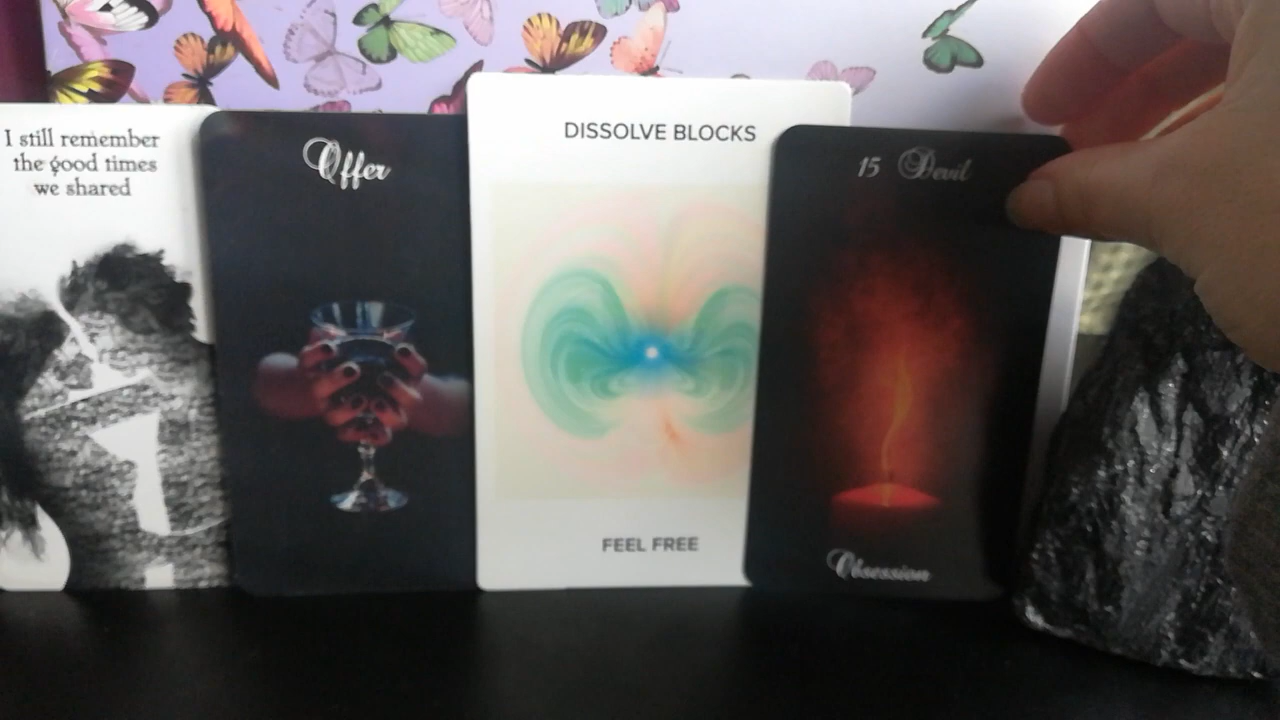 I still remember
the good times
we shared
Offer
DISSOLVE BLOCKS
FEEL FREE
15 Devil
Obsession